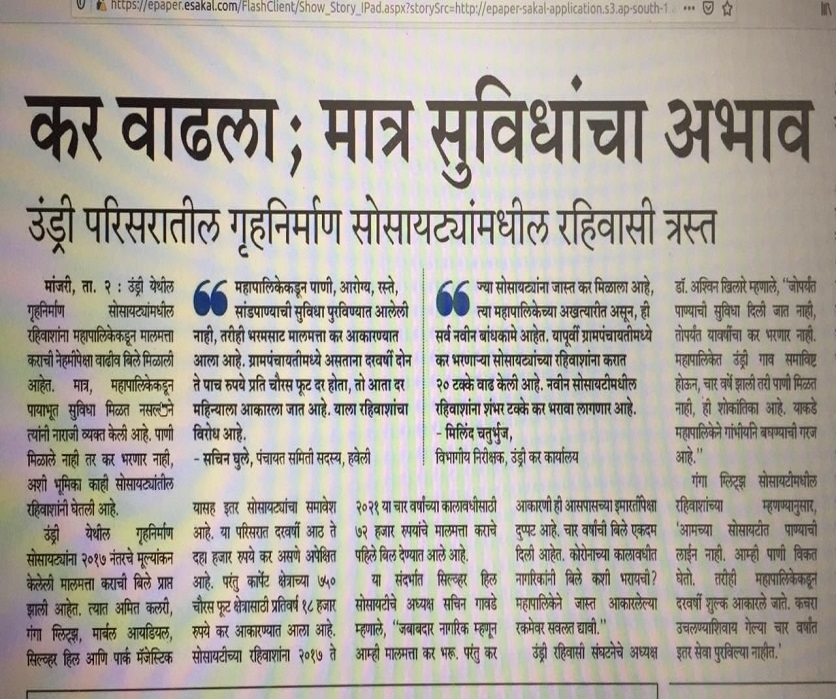 https://epaper.esakal.com/FlashClient/Show_Story_IPad.aspx?storySrc=http://epaper-sakal-application.s3.ap-south-1
कर वाढला; मात्र सुविधांचा अभाव
उंड्री परिसरातील गृहनिर्माण सोसायट्यांमधील रहिवासी त्रस्त
मांजरी, ता. २ : उंड्री येथील
गृहनिर्माण सोसायट्यांमधील
रहिवाशांना महापालिकेकडून मालमत्ता
कराची नेहमीपेक्षा वाढीव बिले मिळाली
आहेत. मात्र, महापालिकेकडून
पायाभूत सुविधा मिळत नसल्याने
त्यांनी नाराजी व्यक्त केली आहे. पाणी
मिळाले नाही तर कर भरणार नाही,
अशी भूमिका काही सोसायट्यांतील
रहिवाशांनी घेतली आहे.
उंड्री येथील गृहनिर्माण
सोसायट्यांना २०१७ नंतरचे मूल्यांकन
केलेली मालमत्ता कराची बिले प्राप्त
झाली आहेत. त्यात अमित कलरी,
गंगा ग्लिट्झ, मार्बल आयडियल,
सिल्व्हर हिल आणि पार्क मॅजेस्टिक
महापालिकेकडून पाणी, आरोग्य, रस्ते,
सांडपाण्याची सुविधा पुरविण्यात आलेली
नाही, तरीही भरमसाट मालमत्ता कर आकारण्यात
आला आहे. ग्रामपंचायतीमध्ये असताना दरवर्षी दोन
ते पाच रुपये प्रति चौरस फूट दर होता, तो आता दर
महिन्याला आकारला जात आहे. याला रहिवाशांचा
विरोध आहे.
- सचिन घुले, पंचायत समिती सदस्य, हवेली
ज्या सोसायट्यांना जास्त कर मिळाला आहे,
त्या महापालिकेच्या अखत्यारीत असून, ही
सर्व नवीन बांधकामे आहेत. यापूर्वी ग्रामपंचायतीमध्ये
कर भरणाऱ्या सोसायट्यांच्या रहिवाशांना करात
२० टक्के वाढ केली आहे. नवीन सोसायटीमधील
रहिवाशांना शंभर टक्के कर भरावा लागणार आहे.
- मिलिंद चतुर्भुज,
विभागीय निरीक्षक, उंड्री कर कार्यालय
यासह इतर सोसायट्यांचा समावेश
आहे. या परिसरात दरवर्षी आठ ते
दहा हजार रुपये कर असणे अपेक्षित
आहे. परंतु कार्पेट क्षेत्राच्या ७५०
चौरस फूट क्षेत्रासाठी प्रतिवर्ष १८ हजार
रुपये कर आकारण्यात आला आहे.
सोसायटीच्या रहिवाशांना २०१७ ते
२०२१ या चार वर्षांच्या कालावधीसाठी
७२ हजार रुपयांचे मालमत्ता कराचे
पहिले बिल देण्यात आले आहे.
या संदर्भात सिल्व्हर हिल
सोसायटीचे अध्यक्ष सचिन गावडे
म्हणाले, "जबाबदार नागरिक म्हणून
आम्ही मालमत्ता कर भरू. परंतु कर
आकारणी ही आसपासच्या इमारतींपेक्षा
दुप्पट आहे. चार वर्षांची बिले एकदम
दिली आहेत. कोरोनाच्या कालावधीत
नागरिकांनी बिले कशी भरायची?
महापालिकेने जास्त आकारलेल्या
रकमेवर सवलत द्यावी."
उंड्री रहिवासी संघटनेचे अध्यक्ष
डॉ. अश्विन खिलारे म्हणाले, "जोपर्यंत
पाण्याची सुविधा दिली जात नाही,
तोपर्यंत यावर्षीचा कर भरणार नाही.
महापालिकेत उंड्री गाव समाविष्ट
होऊन, चार वर्षे झाली तरी पाणी मिळत
नाही, ही शोकांतिका आहे. याकडे
महापालिकेने गांभीर्याने बघण्याची गरज
आहे."
गंगा ग्लिट्झ सोसायटीमधील
रहिवाशांच्या म्हणण्यानुसार,
'आमच्या सोसायटीत पाण्याची
लाईन नाही. आम्ही पाणी विकत
घेतो. तरीही महापालिकेकडून
दरवर्षी शुल्क आकारले जाते. कचरा
उचलण्याशिवाय गेल्या चार वर्षांत
इतर सेवा पुरविल्या नाहीत.'